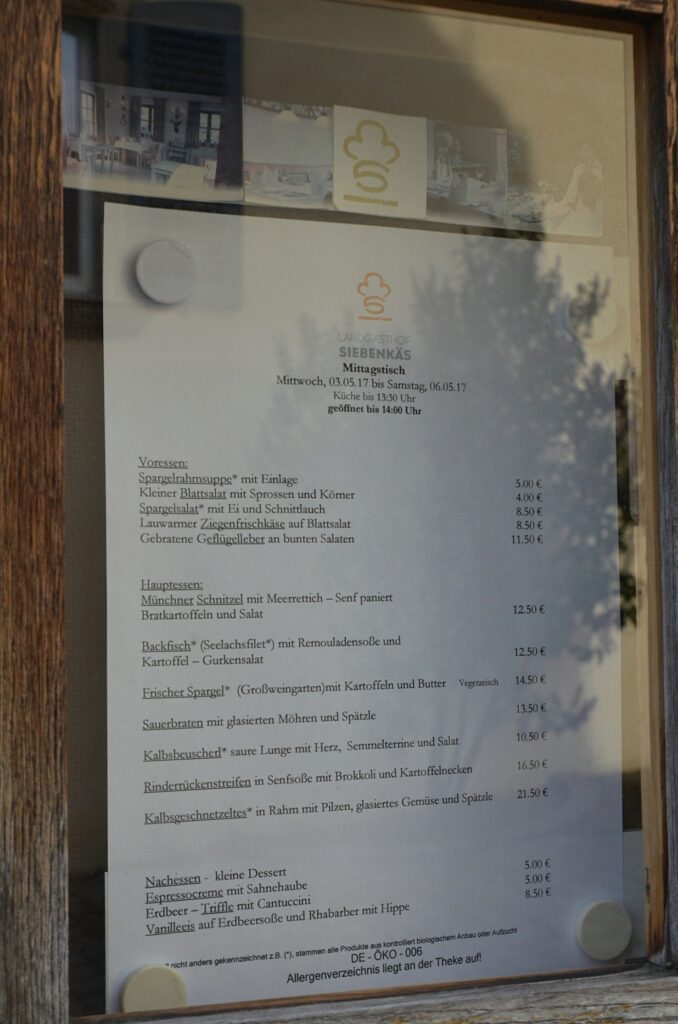 LANDGASTHOF
SIEBENKÄS
Mittagstisch
Mittwoch, 03.05.17 bis Samstag, 06.05.17
Küche bis 13:30 Uhr
geöffnet bis 14:00 Uhr
Voressen:
Spargelrahmsuppe* mit Einlage 5.00 €
Kleiner Blattsalat mit Sprossen und Körner 4.00 €
Spargelsalat* mit Ei und Schnittlauch 8.50 €
Lauwarmer Ziegenfrischkäse auf Blattsalat 8.50 €
Gebratene Geflügelleber an bunten Salaten 11.50 €
Hauptessen:
Münchner Schnitzel mit Meerrettich – Senf paniert
Bratkartoffeln und Salat 12.50 €
Backfisch* (Seelachsfilet*) mit Remouladensoße und
Kartoffel – Gurkensalat 12.50 €
Frischer Spargel* (Großweingarten)mit Kartoffeln und Butter Vegetarisch 14.50 €
Sauerbraten mit glasierten Möhren und Spätzle 13.50 €
Kalbsbeuscherl* saure Lunge mit Herz, Semmelterrine und Salat 10.50 €
Rinderrückenstreifen in Senfsoße mit Brokkoli und Kartoffelnecken 16.50 €
Kalbsgeschnetzeltes* in Rahm mit Pilzen, glasiertes Gemüse und Spätzle 21.50 €
Nachessen - kleine Dessert
Espressocreme mit Sahnehaube 5.00 €
Erdbeer – Triffle mit Cantuccini 5.00 €
Vanilleeis auf Erdbeersoße und Rhabarber mit Hippe 8.50 €
nicht anders gekennzeichnet z.B. (*), stammen alle Produkte aus kontrolliert biologischem Anbau oder Aufzucht
DE - ÖKO - 006
Allergenverzeichnis liegt an der Theke auf!